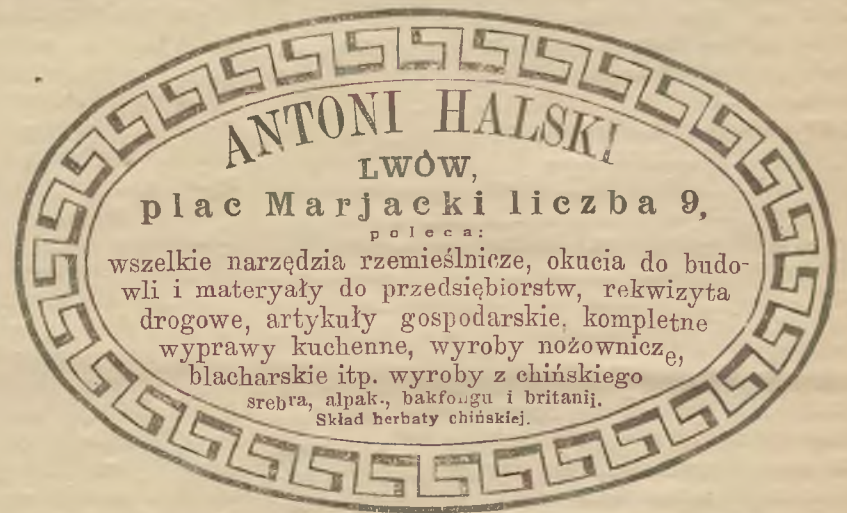 ANTONI HALSKI
LWÓW,
plac Marjacki liczba 9,
poleca:
wszelkie narzędzia rzemieślnicze, okucia do budo-
wli i materyały do przedsiębiorstw, rekwizyta
drogowe, artykuły gospodarskie, kompletne
wyprawy kuchenne, wyroby nożownicze,
blacharskie itp. wyroby z chińskiego
srebra, alpak., bakfongu i britanij.
Skład herbaty chińskiej.